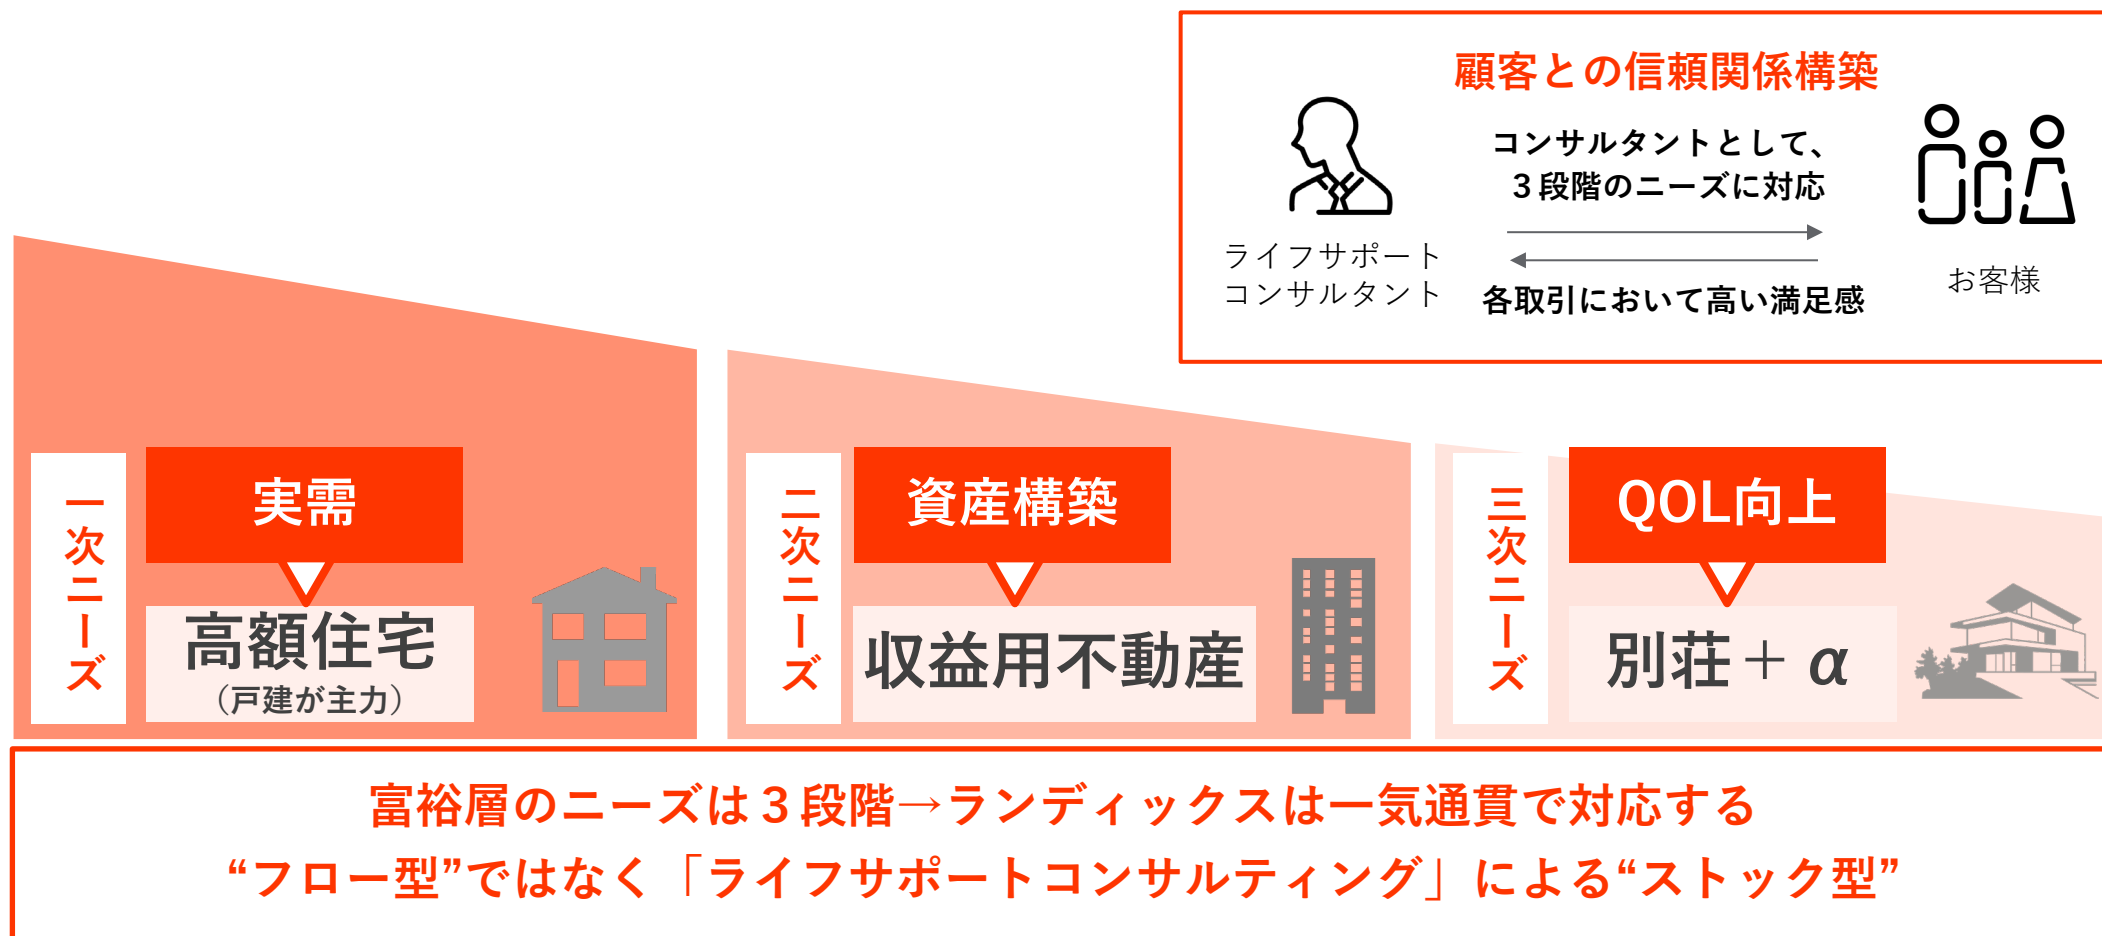 顧客との信頼関係構築
コンサルタントとして、
３段階のニーズに対応
ライフサポート
コンサルタント
お客様
各取引において高い満足感
一次ニーズ
実需
高額住宅
（戸建が主力）
二次ニーズ
資産構築
収益用不動産
三次ニーズ
QOL向上
別荘＋α
富裕層のニーズは３段階→ランディックスは一気通貫で対応する
“フロー型”ではなく「ライフサポートコンサルティング」による“ストック型”